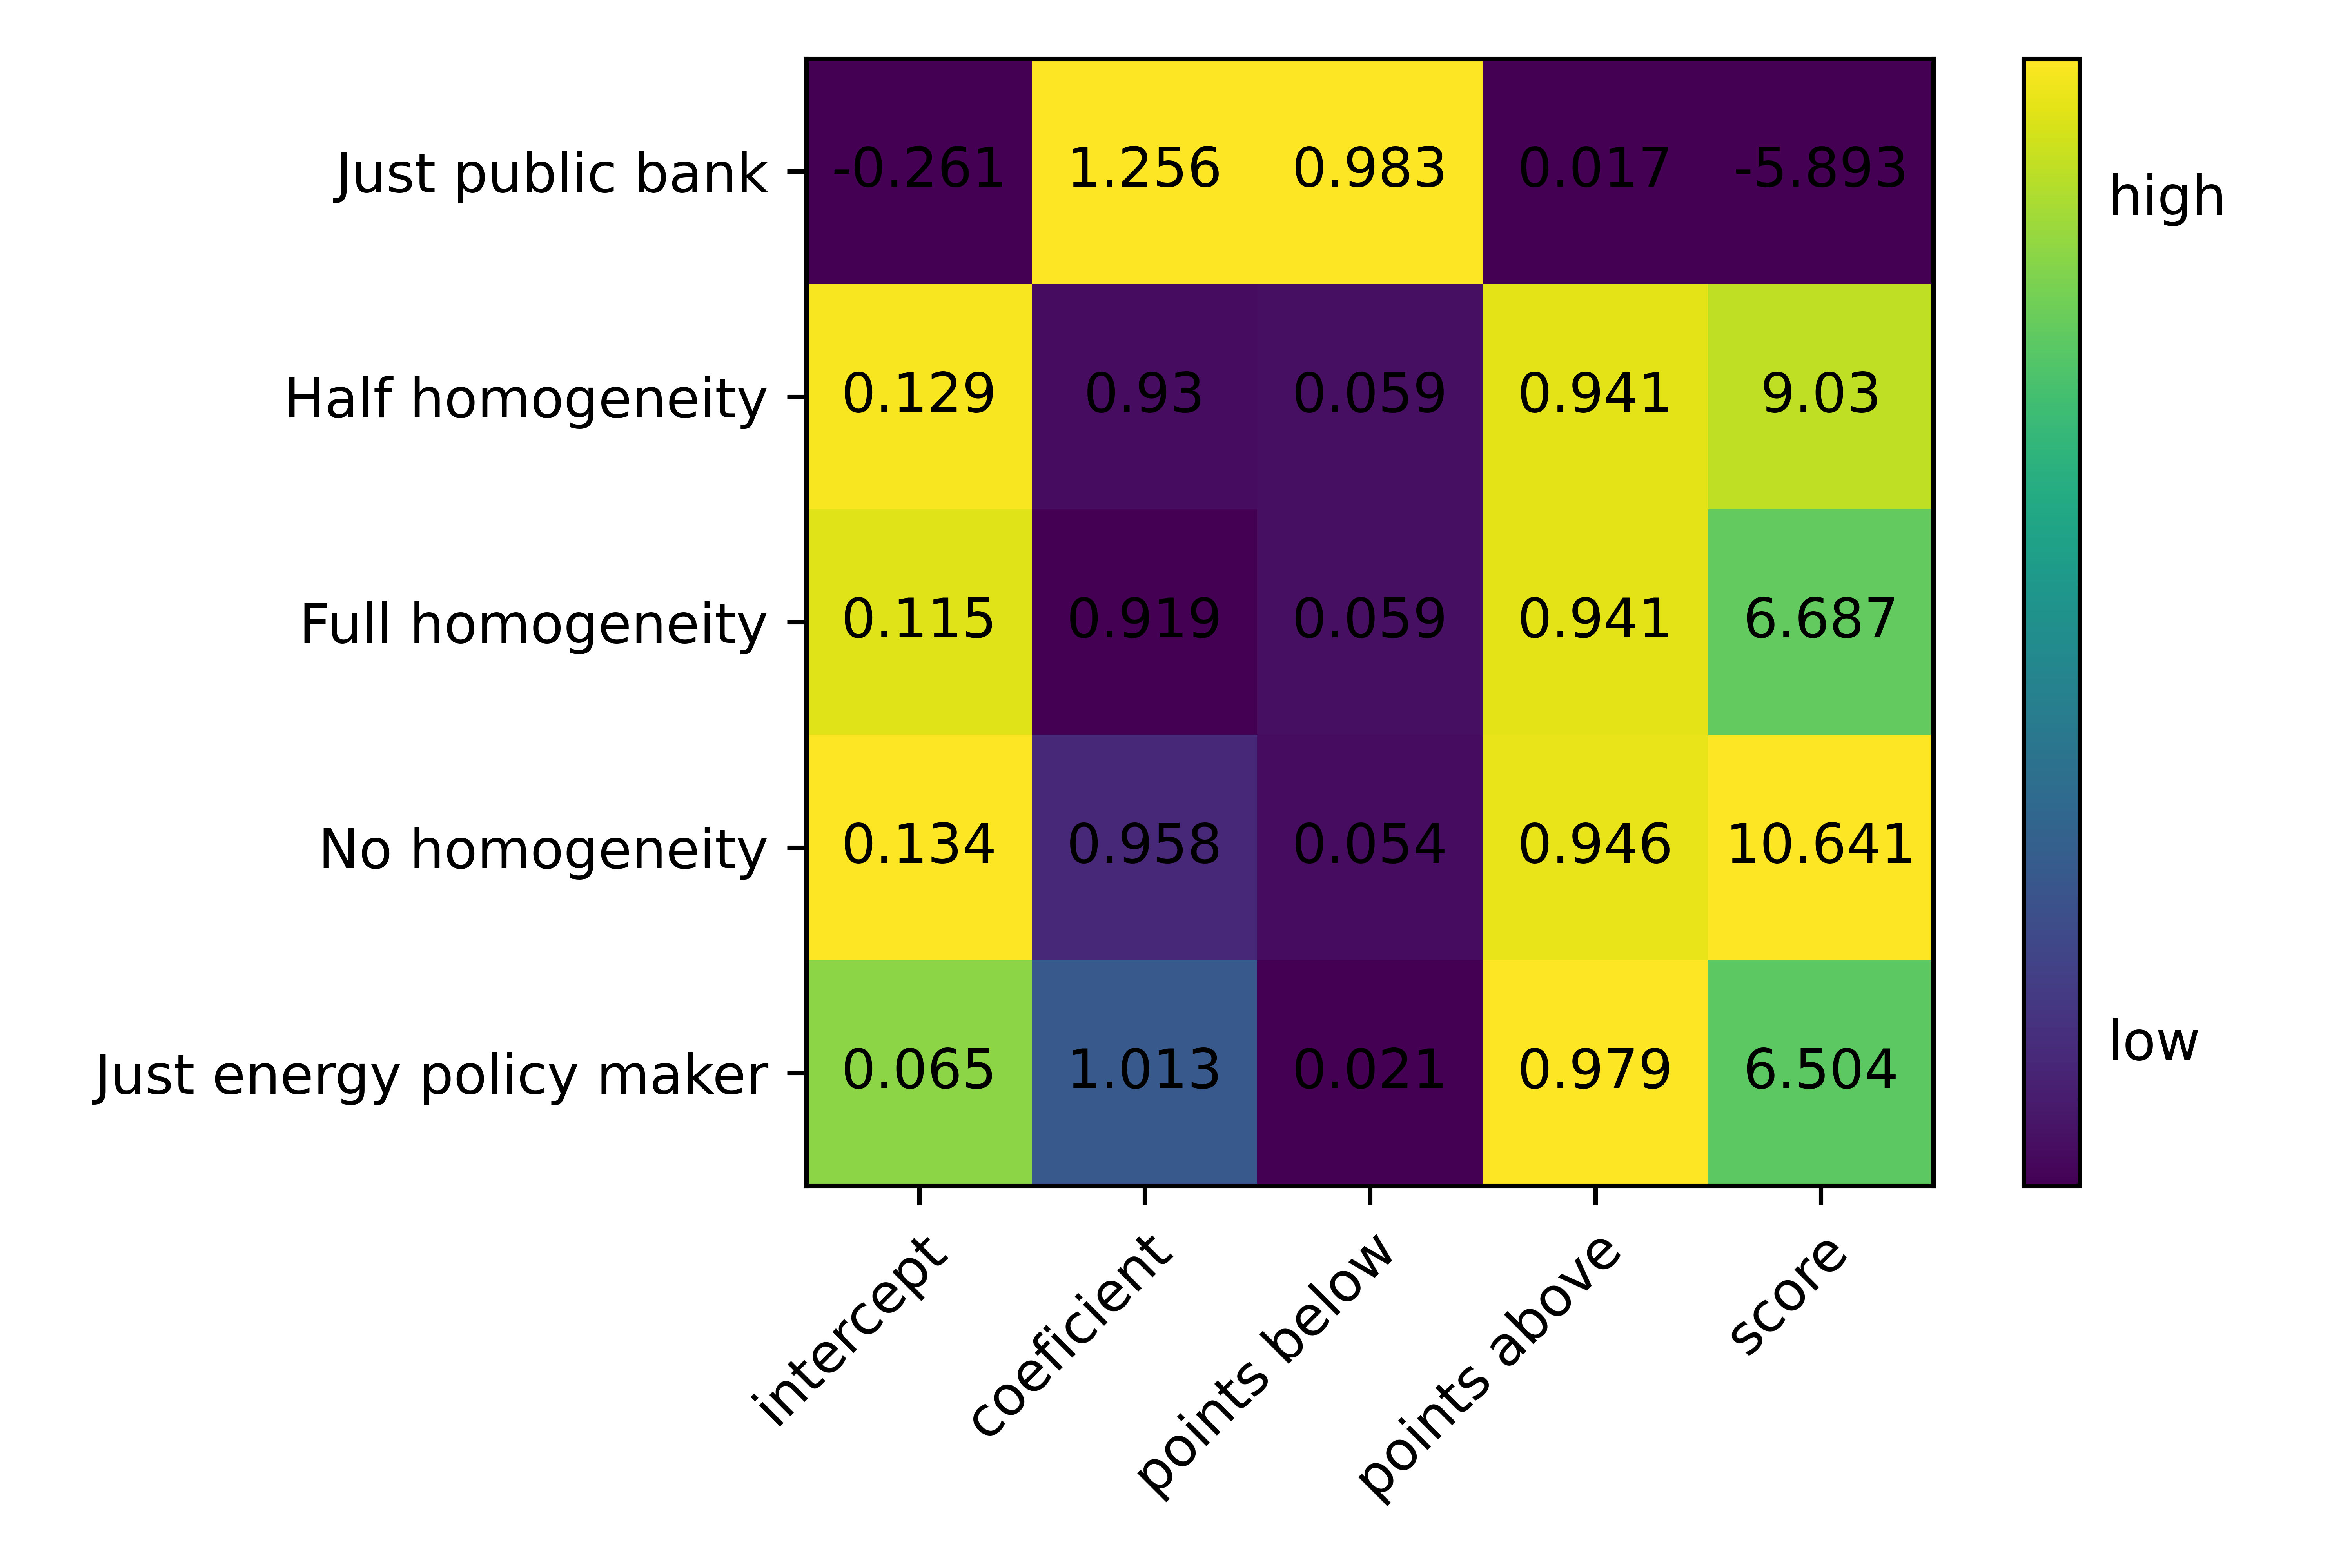 Just public bank -0.261 1.256 0.983 0.017 -5.893
high
Half homogeneity 0.129 0.93 0.059 0.941 9.03
Full homogeneity 0.115 0.919 0.059 0.941 6.687
No homogeneity 0.134 0.958 0.054 0.946 10.641
low
Just energy policy maker 0.065 1.013 0.021 0.979 6.504
intercept
coeficient
points below
points above
score